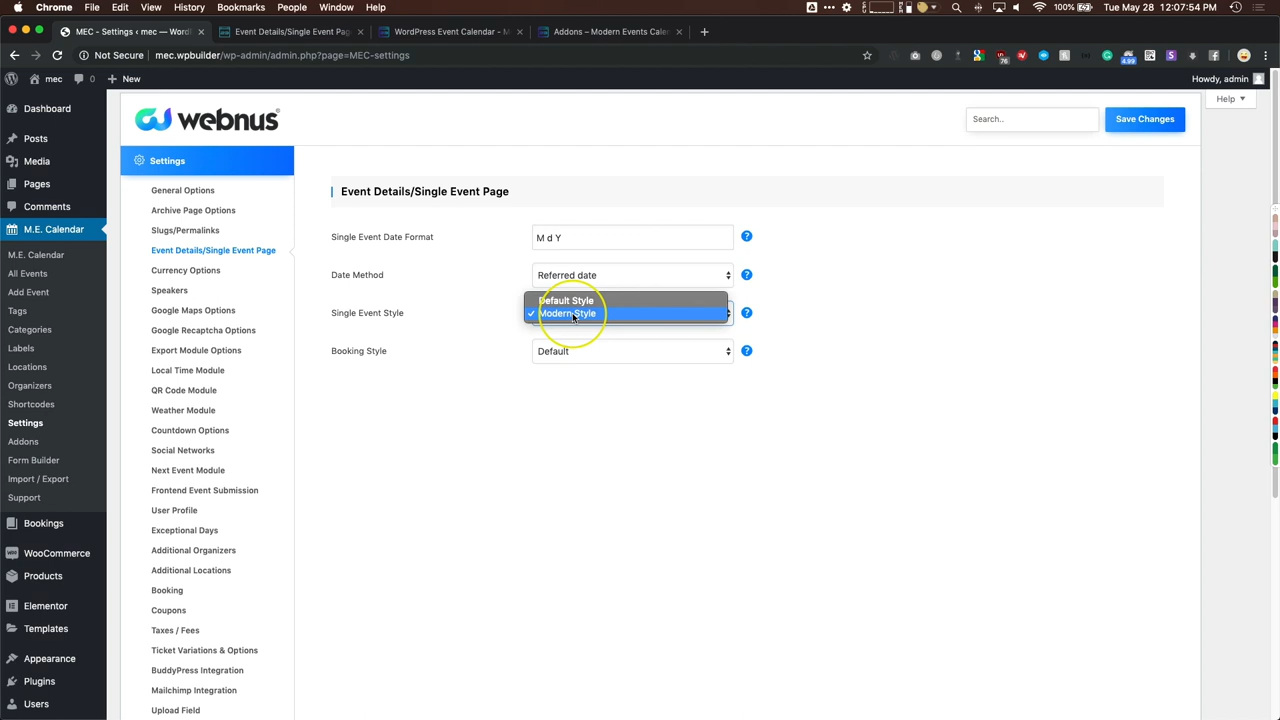 Chrome File Edit View History Bookmarks People Window Help
100% Tue May 28 12:07:54 PM
MEC - Settings ‹ mec — Word
Event Details/Single Event Pag
WordPress Event Calendar - M
Addons – Modern Events Cale
Not Secure mec.wpbuilder/wp-admin/admin.php?page=MEC-settings
76
4.99
mec 0 New
Howdy, admin
Help
Dashboard
Posts
Media
Pages
Comments
M.E. Calendar
M.E. Calendar
All Events
Add Event
Tags
Categories
Labels
Locations
Organizers
Shortcodes
Settings
Addons
Form Builder
Import / Export
Support
Bookings
WooCommerce
Products
Elementor
Templates
Appearance
Plugins
Users
webnus
Search..
Save Changes
Settings
General Options
Archive Page Options
Slugs/Permalinks
Event Details/Single Event Page
Currency Options
Speakers
Google Maps Options
Google Recaptcha Options
Export Module Options
Local Time Module
QR Code Module
Weather Module
Countdown Options
Social Networks
Next Event Module
Frontend Event Submission
User Profile
Exceptional Days
Additional Organizers
Additional Locations
Booking
Coupons
Taxes / Fees
Ticket Variations & Options
BuddyPress Integration
Mailchimp Integration
Upload Field
Event Details/Single Event Page
Single Event Date Format
M d Y
?
Date Method
Referred date
?
Single Event Style
Default Style
✓ Modern Style
?
Booking Style
Default
?